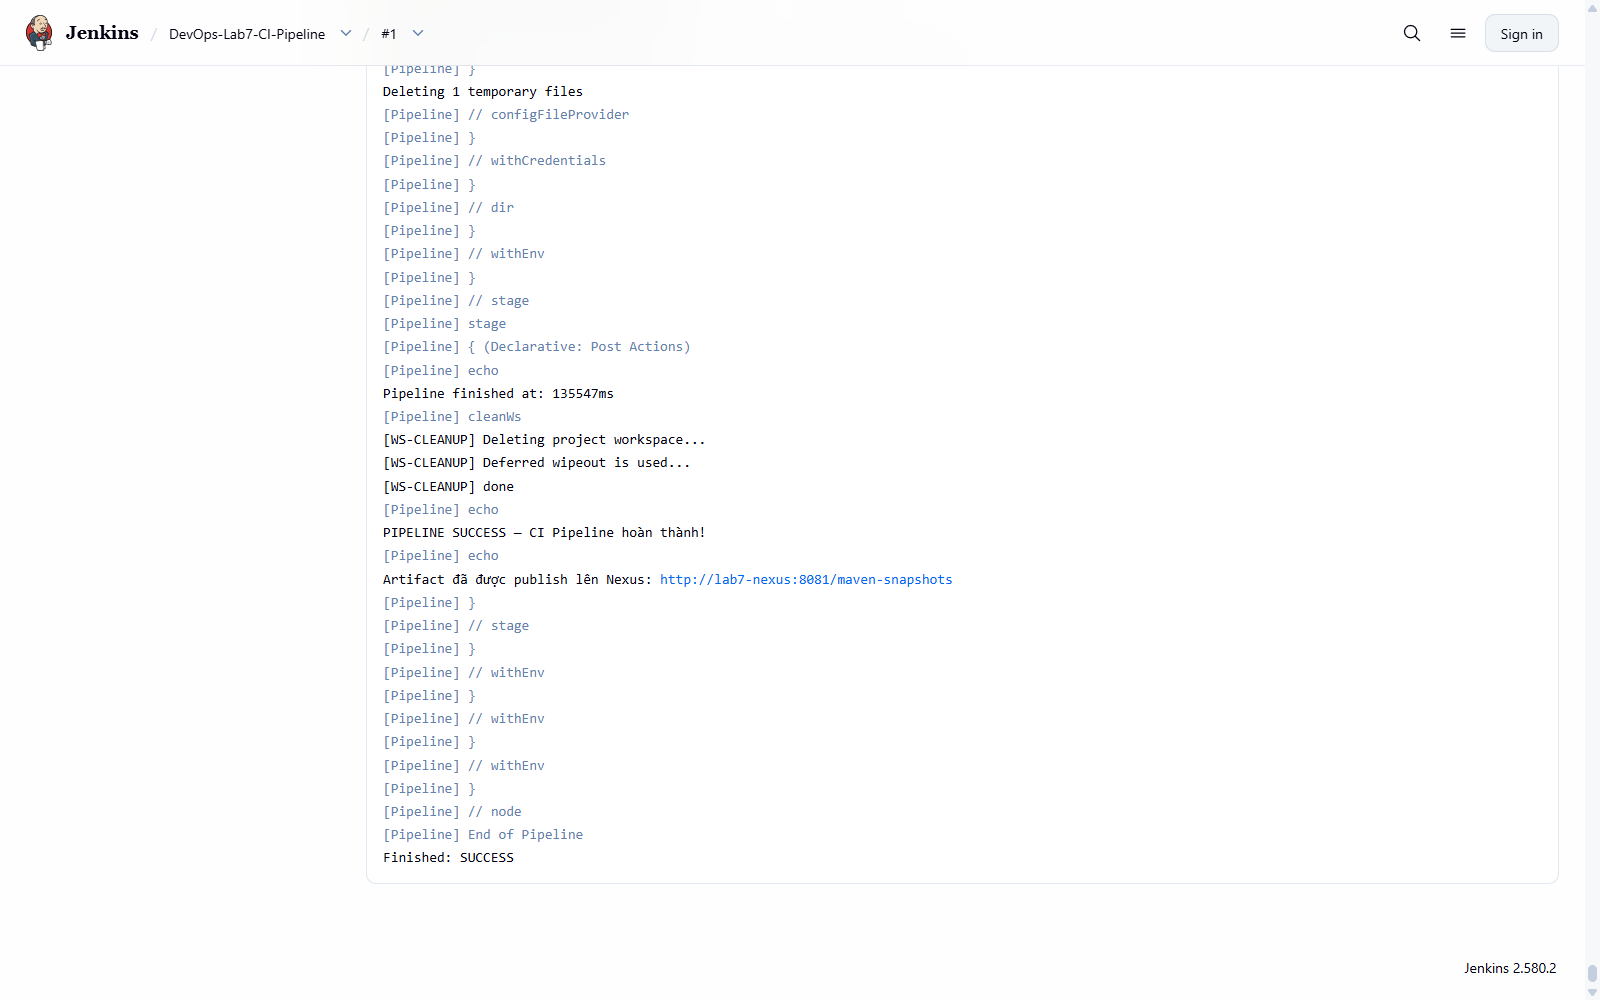 Jenkins / DevOps-Lab7-CI-Pipeline / #1 Sign in
[Pipeline] }
Deleting 1 temporary files
[Pipeline] // configFileProvider
[Pipeline] }
[Pipeline] // withCredentials
[Pipeline] }
[Pipeline] // dir
[Pipeline] }
[Pipeline] // withEnv
[Pipeline] }
[Pipeline] // stage
[Pipeline] stage
[Pipeline] { (Declarative: Post Actions)
[Pipeline] echo
Pipeline finished at: 135547ms
[Pipeline] cleanWs
[WS-CLEANUP] Deleting project workspace...
[WS-CLEANUP] Deferred wipeout is used...
[WS-CLEANUP] done
[Pipeline] echo
PIPELINE SUCCESS — CI Pipeline hoàn thành!
[Pipeline] echo
Artifact đã được publish lên Nexus: http://lab7-nexus:8081/maven-snapshots
[Pipeline] }
[Pipeline] // stage
[Pipeline] }
[Pipeline] // withEnv
[Pipeline] }
[Pipeline] // withEnv
[Pipeline] }
[Pipeline] // withEnv
[Pipeline] }
[Pipeline] // node
[Pipeline] End of Pipeline
Finished: SUCCESS
Jenkins 2.580.2